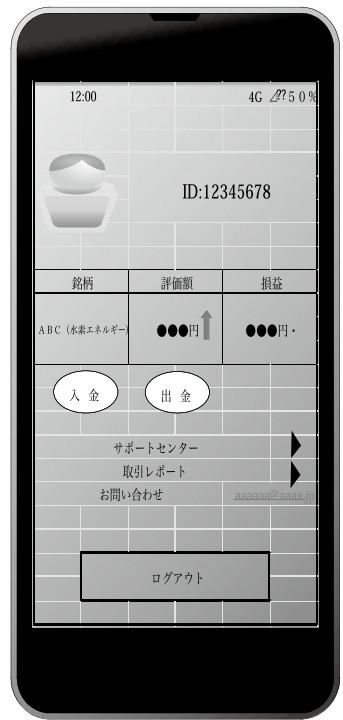 12:00 4G ⊿⁇５０％
ID:12345678
銘柄 評価額 損益
ＡＢＣ（水素エネルギー） ●●●円 ●●●円・
入 金 出 金
サポートセンター
取引レポート
お問い合わせ aaaaaa@aaaa.jp
ログアウト